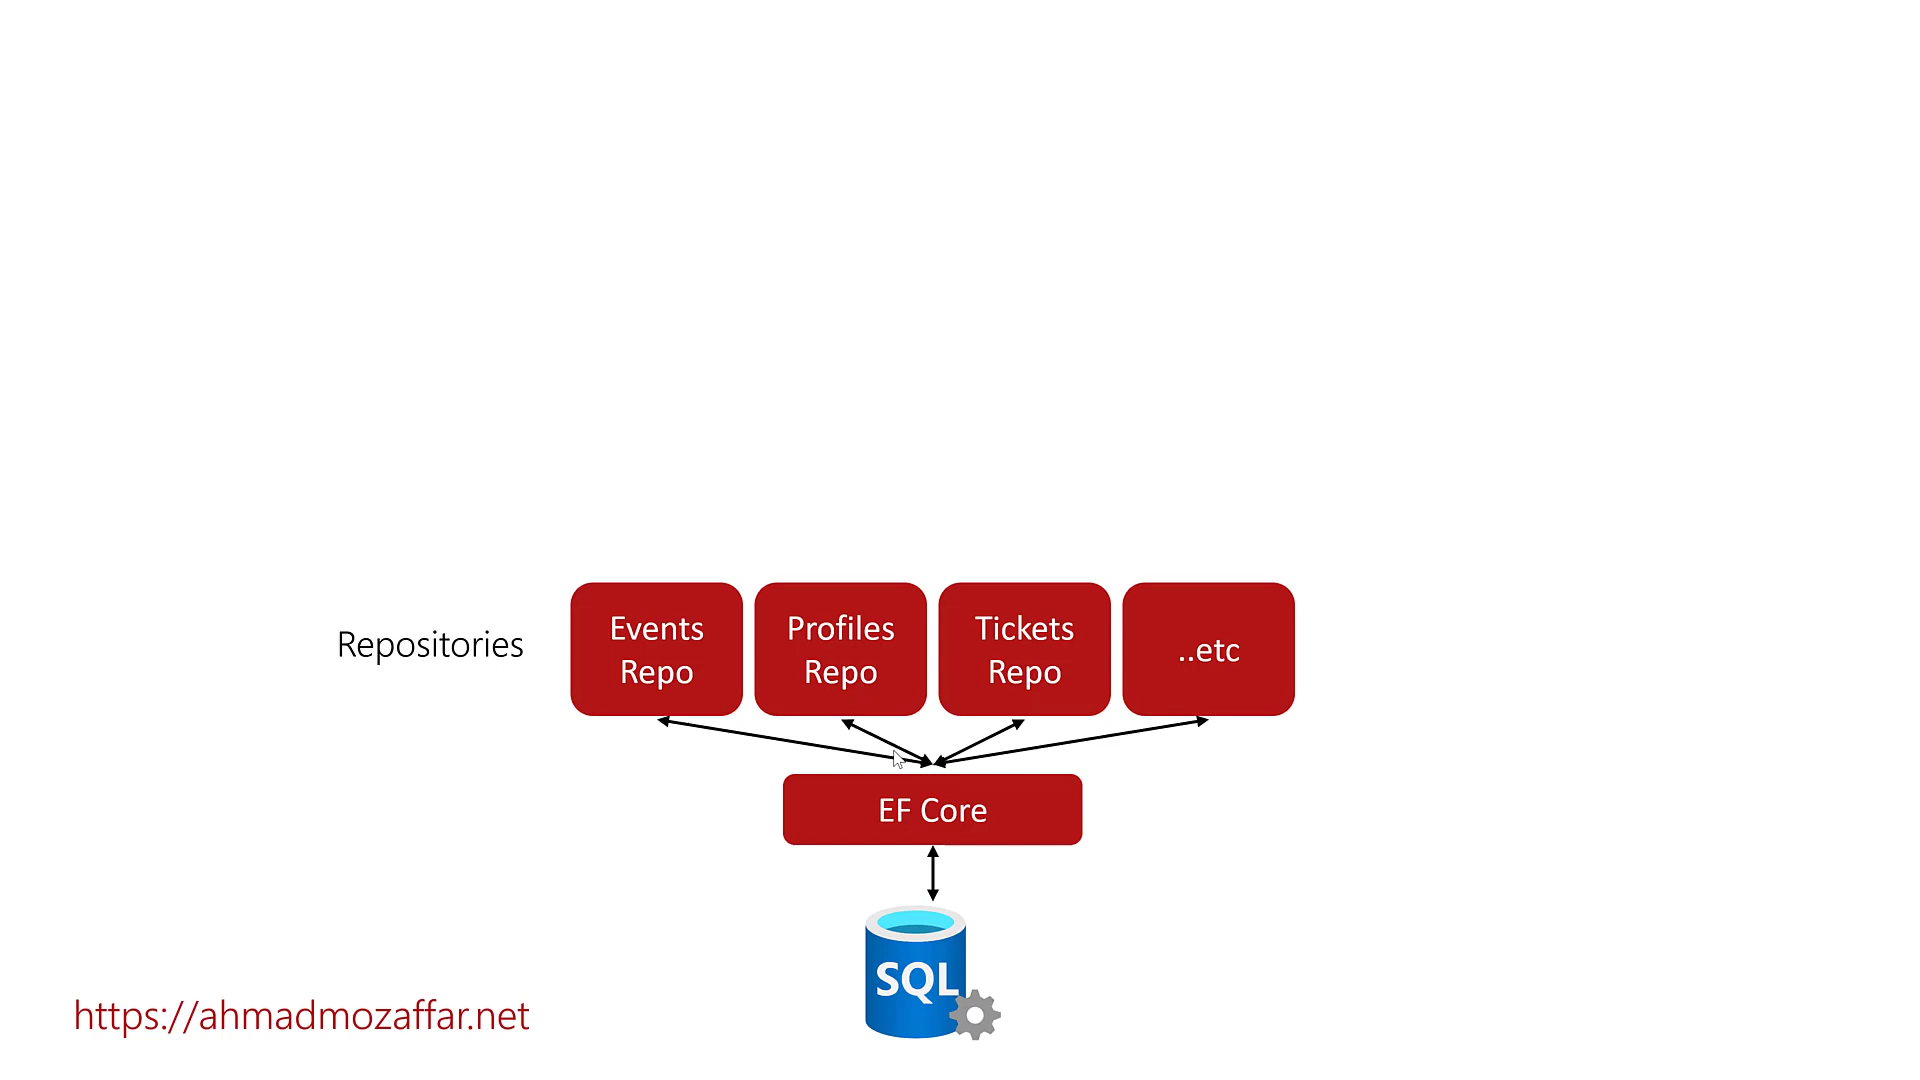 Repositories
Events
Repo
Profiles
Repo
Tickets
Repo
..etc
EF Core
SQL
https://ahmadmozaffar.net